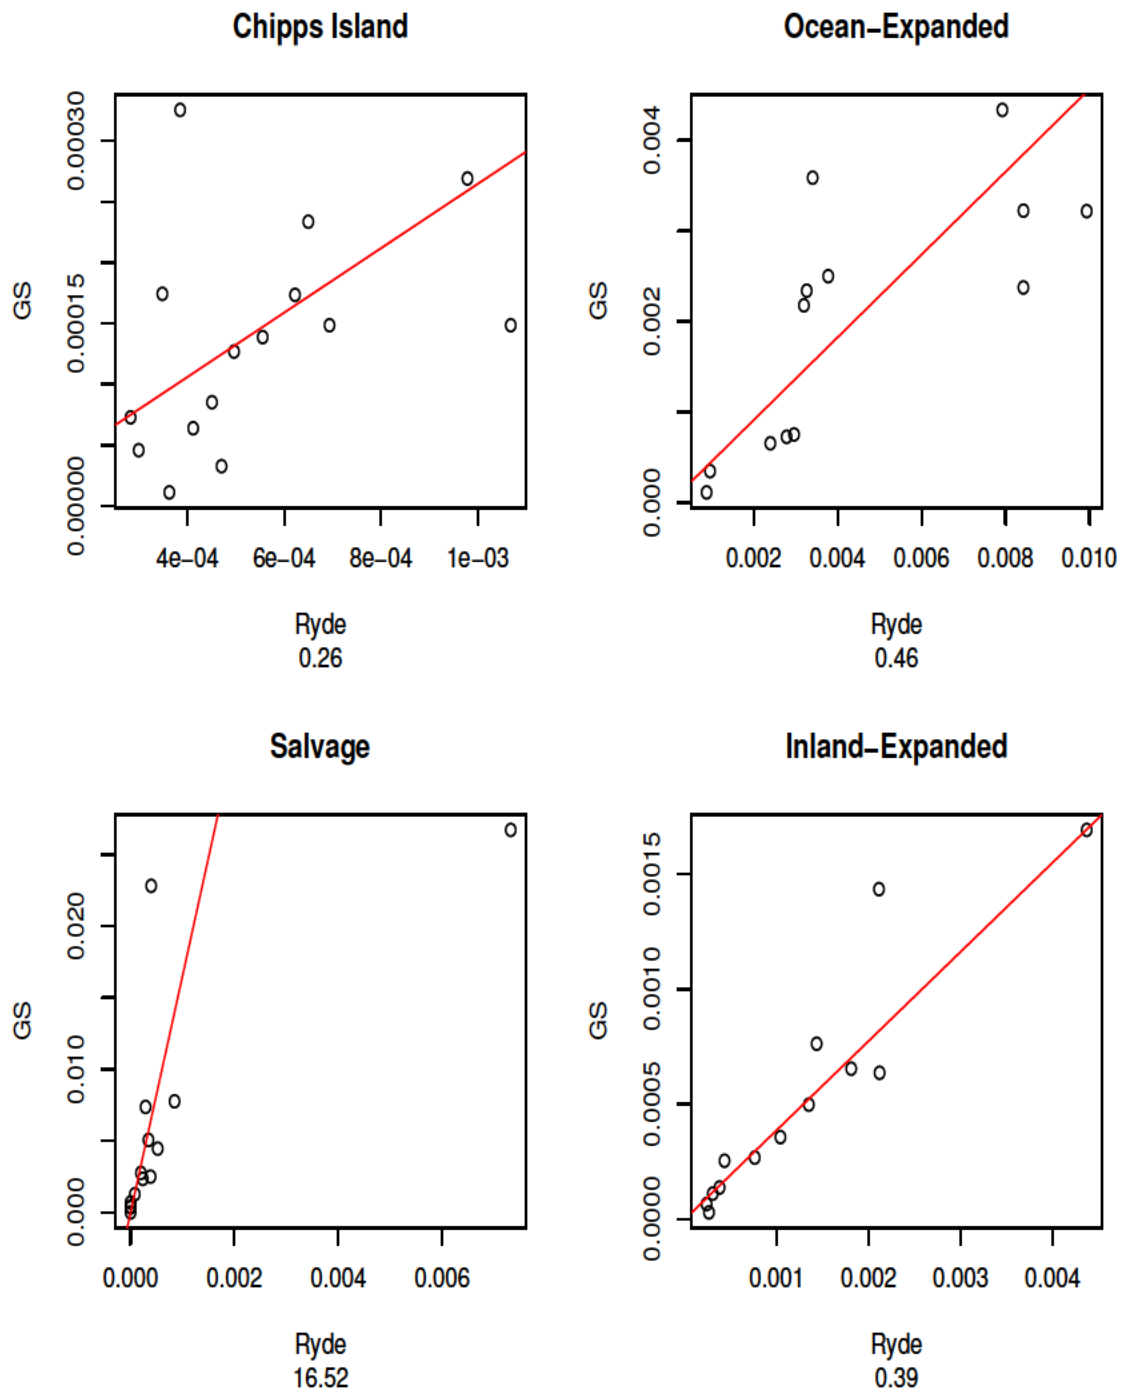 Chipps Island
GS
0.00000 0.00015 0.00030
4e−04 6e−04 8e−04 1e−03
Ryde
0.26
Ocean−Expanded
GS
0.000 0.002 0.004
0.002 0.004 0.006 0.008 0.010
Ryde
0.46
Salvage
GS
0.000 0.010 0.020
0.000 0.002 0.004 0.006
Ryde
16.52
Inland−Expanded
GS
0.0000 0.0005 0.0010 0.0015
0.001 0.002 0.003 0.004
Ryde
0.39